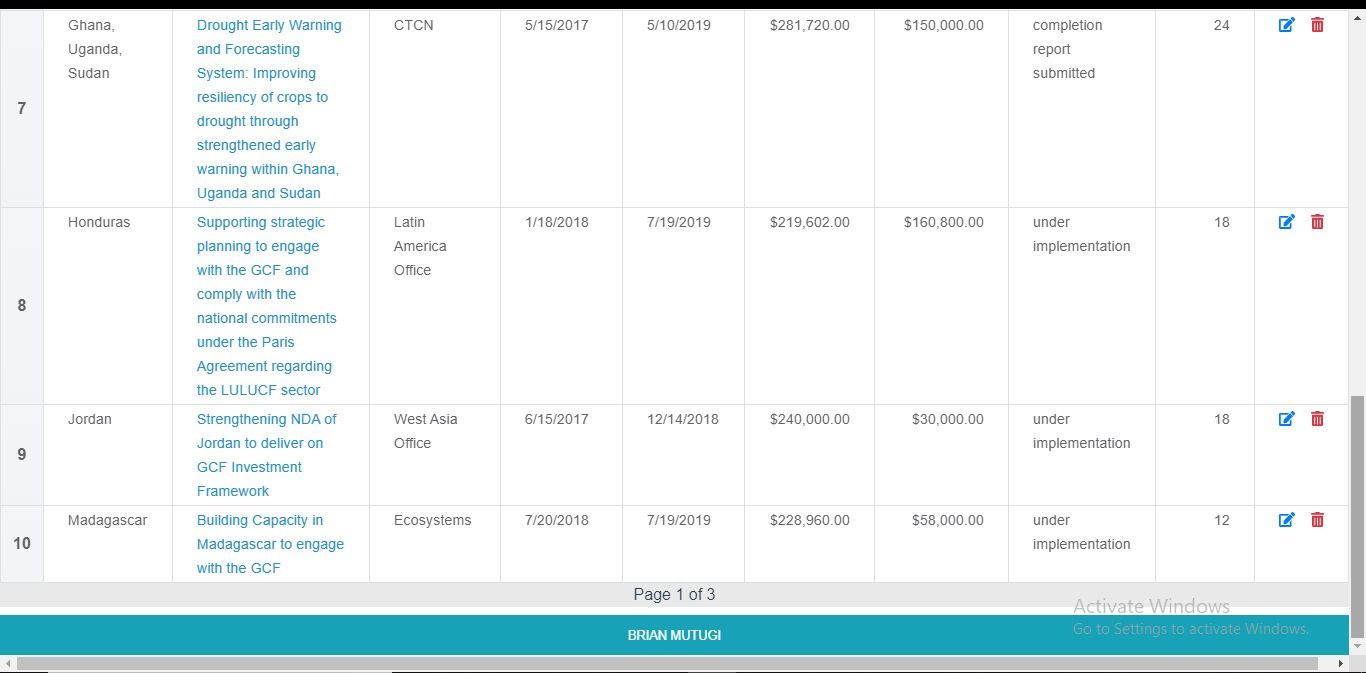 7
Ghana,
Uganda,
Sudan
Drought Early Warning
and Forecasting
System: Improving
resiliency of crops to
drought through
strengthened early
warning within Ghana,
Uganda and Sudan
CTCN
5/15/2017
5/10/2019
$281,720.00
$150,000.00
completion
report
submitted
24
8
Honduras
Supporting strategic
planning to engage
with the GCF and
comply with the
national commitments
under the Paris
Agreement regarding
the LULUCF sector
Latin
America
Office
1/18/2018
7/19/2019
$219,602.00
$160,800.00
under
implementation
18
9
Jordan
Strengthening NDA of
Jordan to deliver on
GCF Investment
Framework
West Asia
Office
6/15/2017
12/14/2018
$240,000.00
$30,000.00
under
implementation
18
10
Madagascar
Building Capacity in
Madagascar to engage
with the GCF
Ecosystems
7/20/2018
7/19/2019
$228,960.00
$58,000.00
under
implementation
12
Page 1 of 3
Activate Windows
Go to Settings to activate Windows.
BRIAN MUTUGI